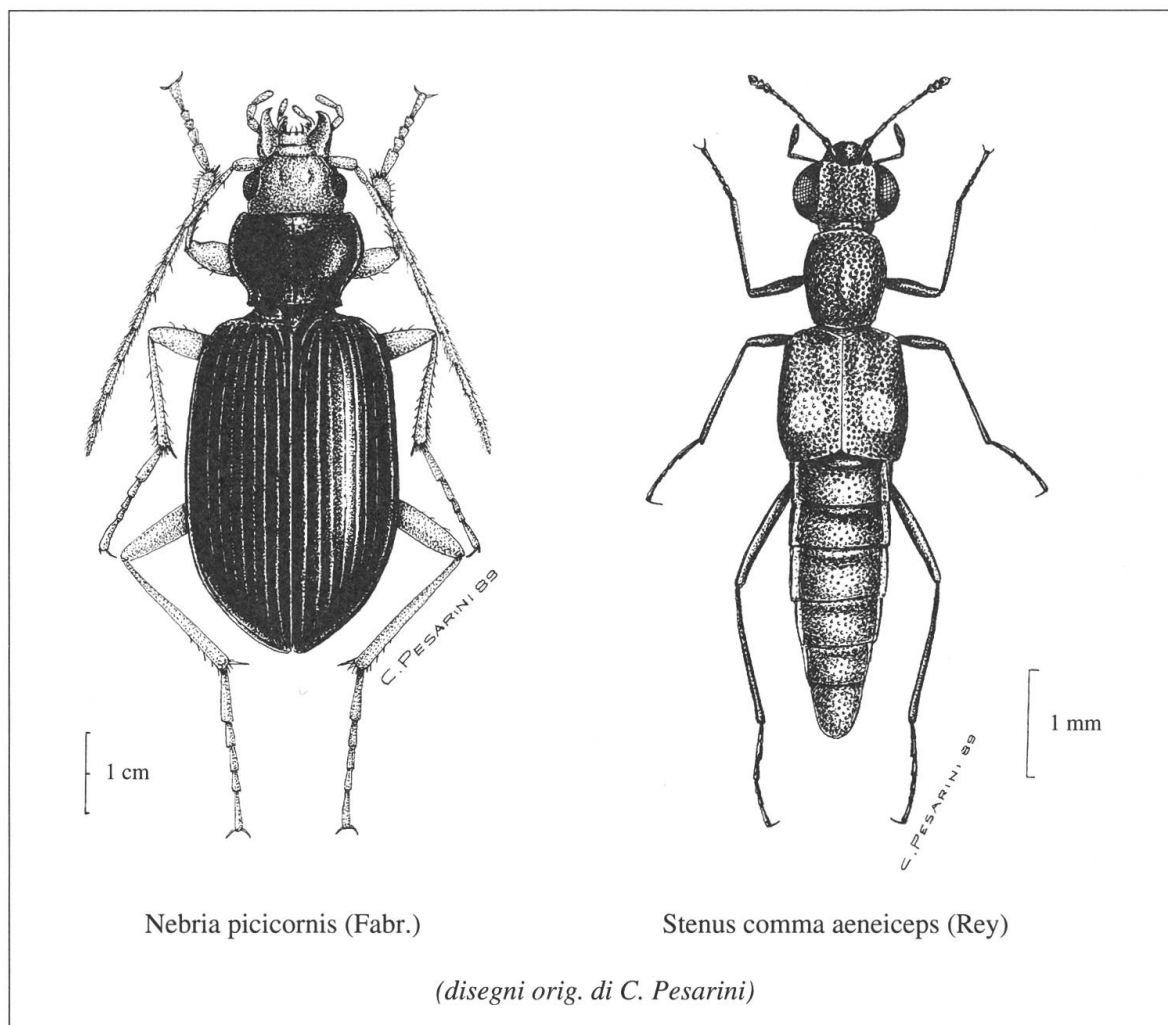 C. PESARINI 89
1 cm
1 mm
C. PESARINI 89
Nebria picicornis (Fabr.)
Stenus comma aeneiceps (Rey)
(disegni orig. di C. Pesarini)